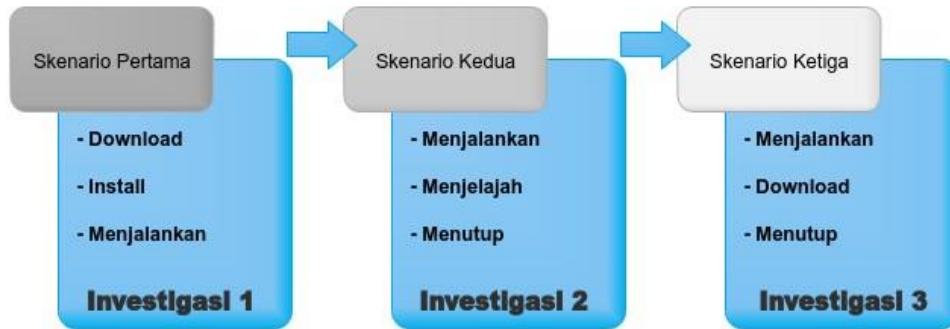 Skenario Pertama
- Download
- Install
- Menjalankan
Investigasi 1
Skenario Kedua
- Menjalankan
- Menjelajah
- Menutup
Investigasi 2
Skenario Ketiga
- Menjalankan
- Download
- Menutup
Investigasi 3